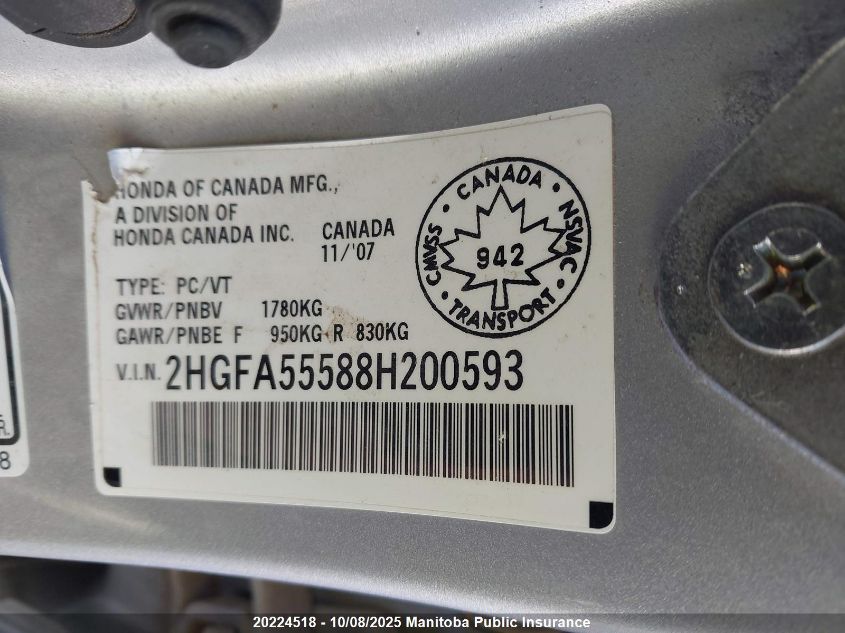 HONDA OF CANADA MFG.,
A DIVISION OF
HONDA CANADA INC. CANADA
11/'07
TYPE: PC/VT
GVWR/PNBV 1780KG
GAWR/PNBE F 950KG R 830KG
V.I.N. 2HGFA55588H200593
CANADA • NSVAC • TRANSPORT • CMVSS •
942
R.
8
20224518 - 10/08/2025 Manitoba Public Insurance